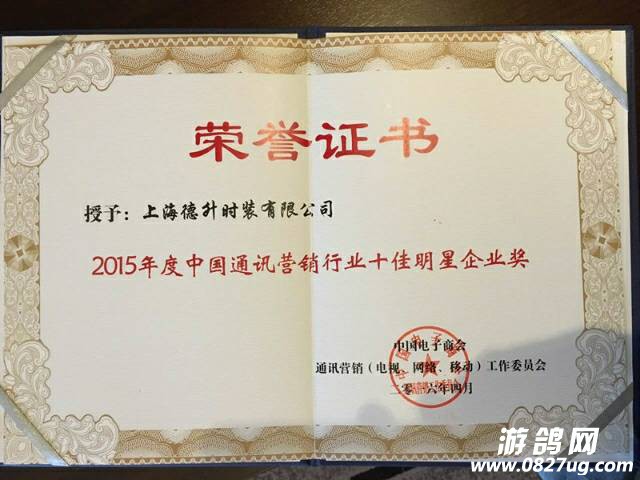 荣誉证书
授予：上海德升时装有限公司
2015年度中国通讯营销行业十佳明星企业奖
中国电子商会
通讯营销（电视、网络、移动）工作委员会
二〇一六年四月
游鸽网
www.0827ug.com